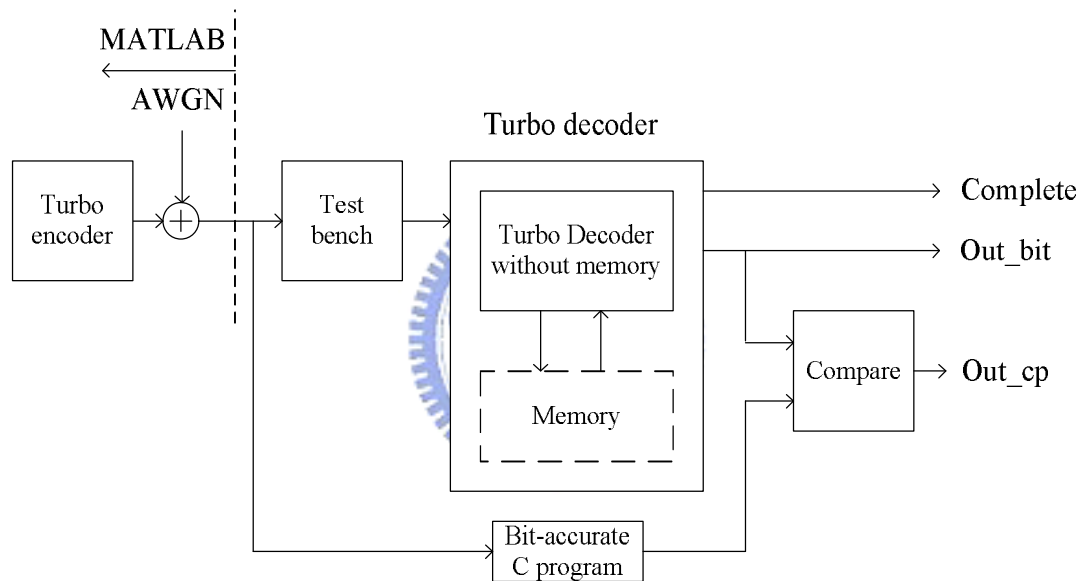 MATLAB
AWGN
Turbo decoder
Turbo
encoder
+
Test
bench
Turbo Decoder
without memory
Memory
Complete
Out_bit
Compare
Out_cp
Bit-accurate
C program